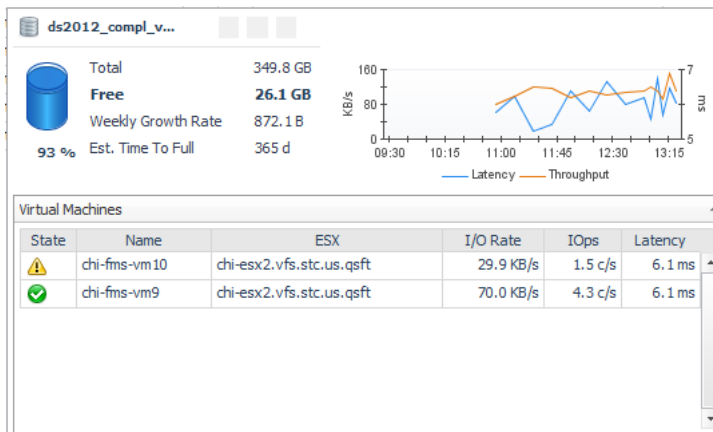 ds2012_compl_v...
Total 349.8 GB
Free 26.1 GB
Weekly Growth Rate 872.1 B
Est. Time To Full 365 d
93 %
160
80
0
KB/s
7
5
ms
09:30 10:15 11:00 11:45 12:30 13:15
Latency Throughput
Virtual Machines
State Name ESX I/O Rate IOps Latency
chi-fms-vm10 chi-esx2.vfs.stc.us.qsft 29.9 KB/s 1.5 c/s 6.1 ms
chi-fms-vm9 chi-esx2.vfs.stc.us.qsft 70.0 KB/s 4.3 c/s 6.1 ms